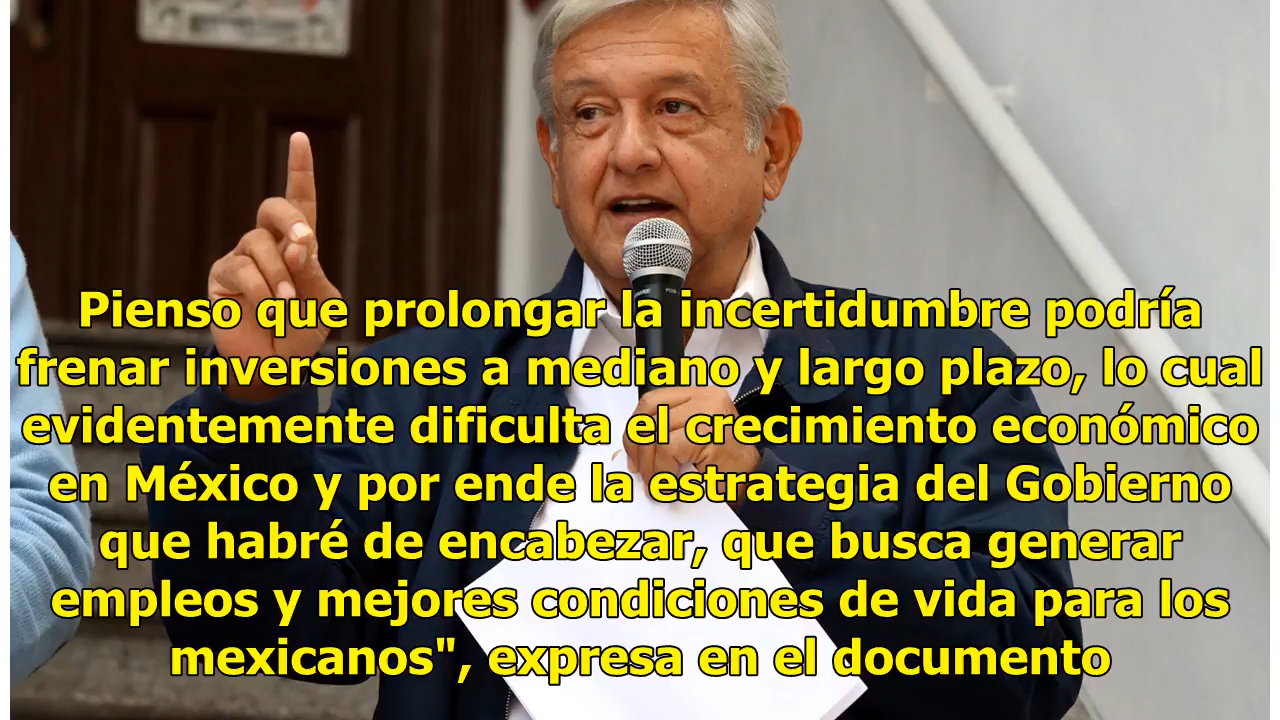 Pienso que prolongar la incertidumbre podría
frenar inversiones a mediano y largo plazo, lo cual
evidentemente dificulta el crecimiento económico
en México y por ende la estrategia del Gobierno
que habré de encabezar, que busca generar
empleos y mejores condiciones de vida para los
mexicanos", expresa en el documento